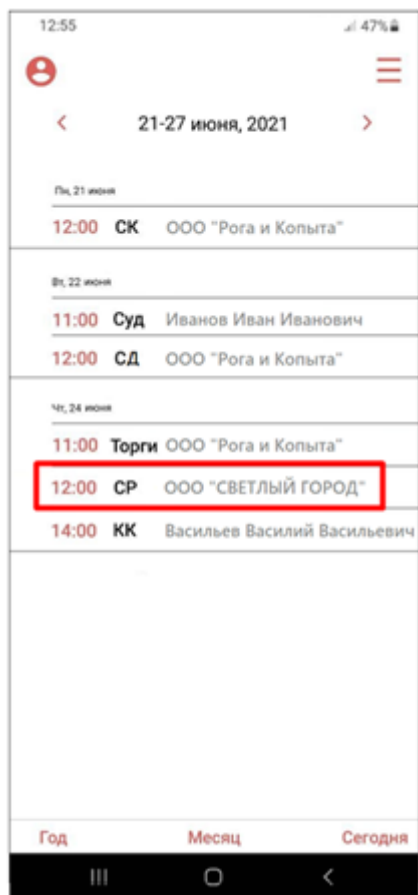 12:55 47%
21-27 июня, 2021
Пн, 21 июня
12:00 СК ООО "Рога и Копыта"
Вт, 22 июня
11:00 Суд Иванов Иван Иванович
12:00 СД ООО "Рога и Копыта"
Чт, 24 июня
11:00 Торги ООО "Рога и Копыта"
12:00 СР ООО "СВЕТЛЫЙ ГОРОД"
14:00 КК Васильев Василий Васильевич
Год Месяц Сегодня